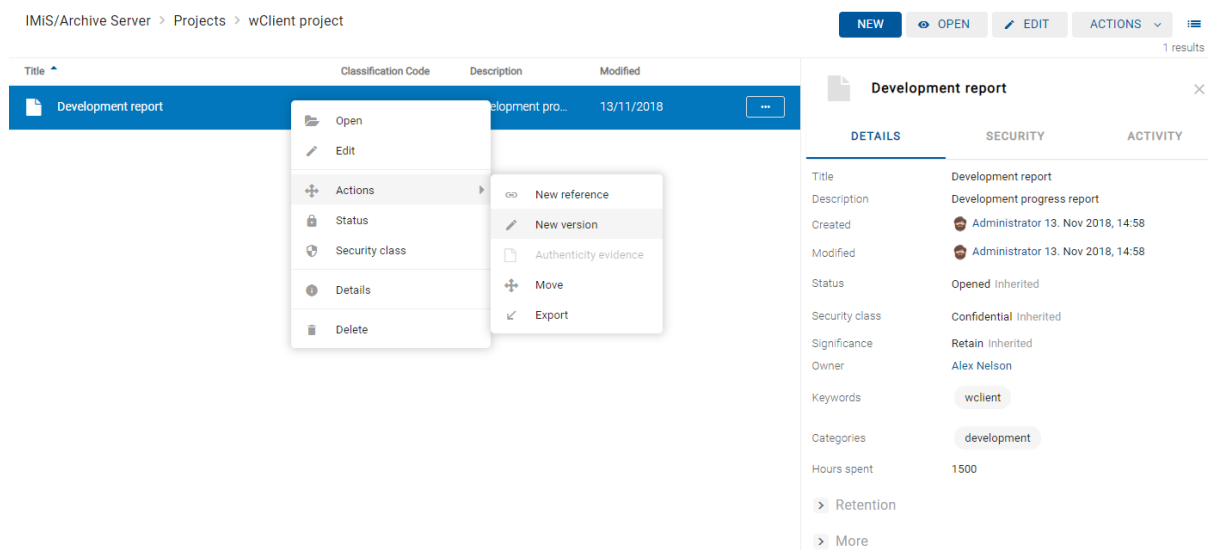 IMiS/Archive Server > Projects > wClient project
NEW OPEN EDIT ACTIONS
1 results
Title Classification Code Description Modified
Development report elopment pro... 13/11/2018 ...
Open
Edit
Actions
Status
Security class
Details
Delete
New reference
New version
Authenticity evidence
Move
Export
Development report
DETAILS SECURITY ACTIVITY
Title Development report
Description Development progress report
Created Administrator 13. Nov 2018, 14:58
Modified Administrator 13. Nov 2018, 14:58
Status Opened Inherited
Security class Confidential Inherited
Significance Retain Inherited
Owner Alex Nelson
Keywords wclient
Categories development
Hours spent 1500
> Retention
> More